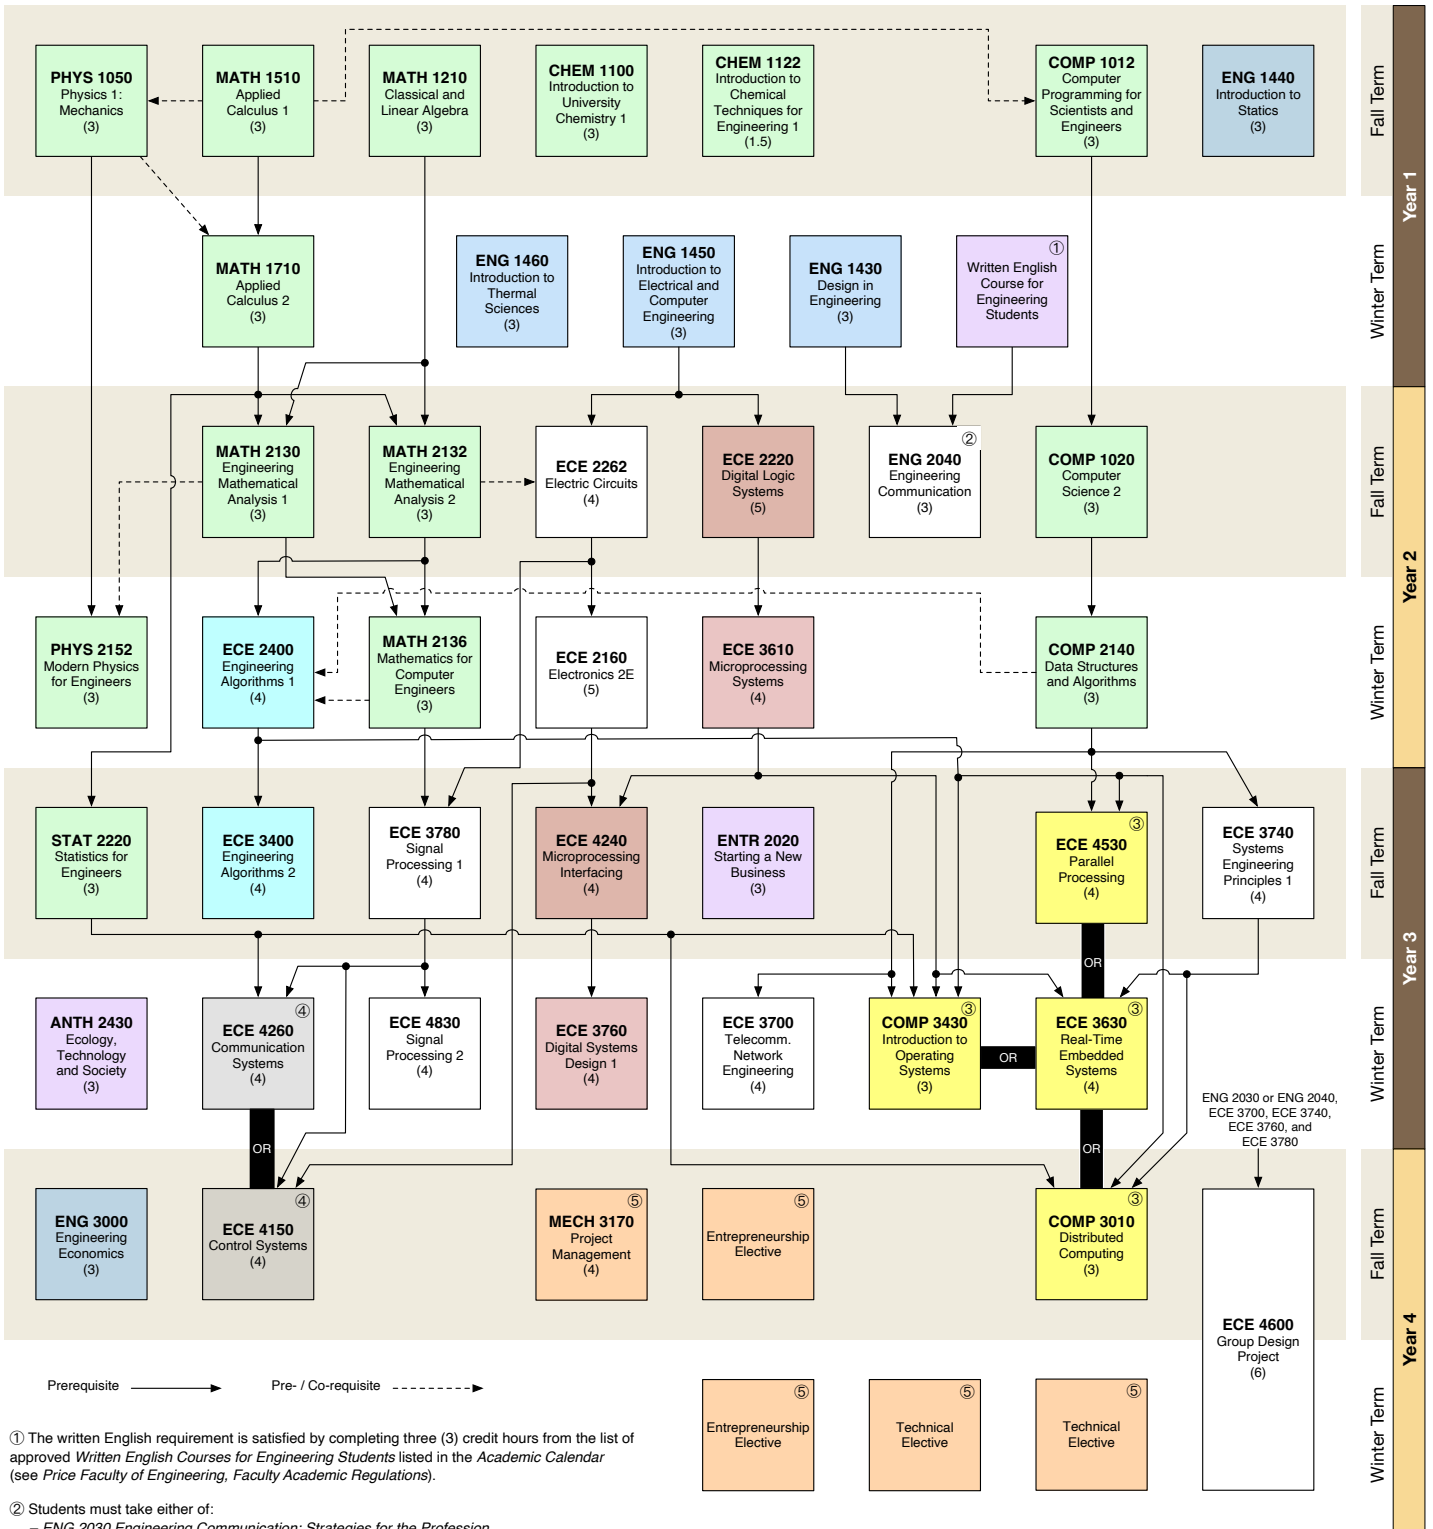 PHYS 1050
Physics 1:
Mechanics
(3)
MATH 1510
Applied
Calculus 1
(3)
MATH 1210
Classical and
Linear Algebra
(3)
CHEM 1100
Introduction to
University
Chemistry 1
(3)
CHEM 1122
Introduction to
Chemical
Techniques for
Engineering 1
(1.5)
COMP 1012
Computer
Programming for
Scientists and
Engineers
(3)
ENG 1440
Introduction to
Statics
(3)
Fall Term
Year 1
MATH 1710
Applied
Calculus 2
(3)
ENG 1460
Introduction to
Thermal
Sciences
(3)
ENG 1450
Introduction to
Electrical and
Computer
Engineering
(3)
ENG 1430
Design in
Engineering
(3)
①
Written English
Course for
Engineering
Students
Winter Term
MATH 2130
Engineering
Mathematical
Analysis 1
(3)
MATH 2132
Engineering
Mathematical
Analysis 2
(3)
ECE 2262
Electric Circuits
(4)
ECE 2220
Digital Logic
Systems
(5)
②
ENG 2040
Engineering
Communication
(3)
COMP 1020
Computer
Science 2
(3)
Fall Term
Year 2
PHYS 2152
Modern Physics
for Engineers
(3)
ECE 2400
Engineering
Algorithms 1
(4)
MATH 2136
Mathematics for
Computer
Engineers
(3)
ECE 2160
Electronics 2E
(5)
ECE 3610
Microprocessing
Systems
(4)
COMP 2140
Data Structures
and Algorithms
(3)
Winter Term
STAT 2220
Statistics for
Engineers
(3)
ECE 3400
Engineering
Algorithms 2
(4)
ECE 3780
Signal
Processing 1
(4)
ECE 4240
Microprocessing
Interfacing
(4)
ENTR 2020
Starting a New
Business
(3)
③
ECE 4530
Parallel
Processing
(4)
ECE 3740
Systems
Engineering
Principles 1
(4)
Fall Term
Year 3
OR
ANTH 2430
Ecology,
Technology
and Society
(3)
④
ECE 4260
Communication
Systems
(4)
ECE 4830
Signal
Processing 2
(4)
ECE 3760
Digital Systems
Design 1
(4)
ECE 3700
Telecomm.
Network
Engineering
(4)
③
COMP 3430
Introduction to
Operating
Systems
(3)
OR
③
ECE 3630
Real-Time
Embedded
Systems
(4)
Winter Term
ENG 2030 or ENG 2040,
ECE 3700, ECE 3740,
ECE 3760, and
ECE 3780
OR
OR
ENG 3000
Engineering
Economics
(3)
④
ECE 4150
Control Systems
(4)
⑤
MECH 3170
Project
Management
(4)
⑤
Entrepreneurship
Elective
③
COMP 3010
Distributed
Computing
(3)
ECE 4600
Group Design
Project
(6)
Fall Term
Year 4
Prerequisite
Pre- / Co-requisite
⑤
Entrepreneurship
Elective
⑤
Technical
Elective
⑤
Technical
Elective
Winter Term
① The written English requirement is satisfied by completing three (3) credit hours from the list of
approved Written English Courses for Engineering Students listed in the Academic Calendar
(see Price Faculty of Engineering, Faculty Academic Regulations).
② Students must take either of:
– ENG 2030 Engineering Communication: Strategies for the Profession